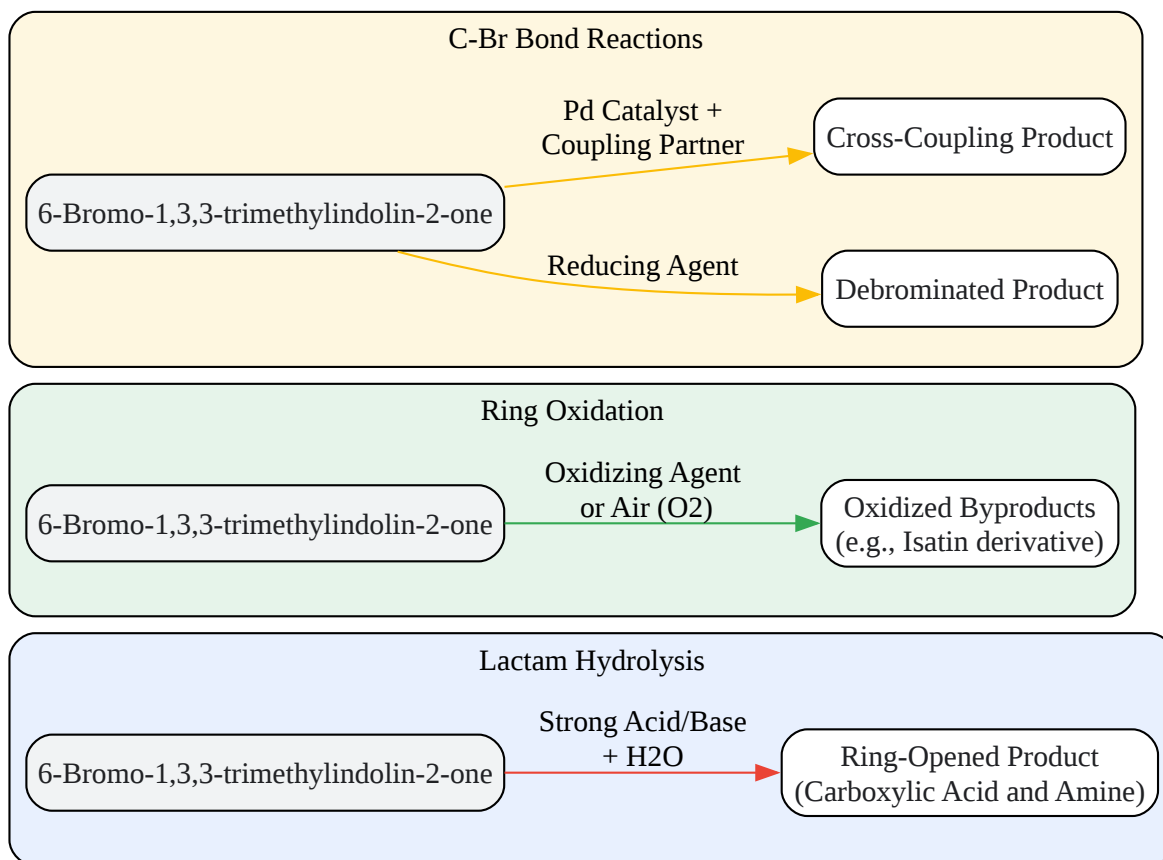 C-Br Bond Reactions
Pd Catalyst +
Coupling Partner
Cross-Coupling Product
6-Bromo-1,3,3-trimethylindolin-2-one
Reducing Agent
Debrominated Product
Ring Oxidation
Oxidizing Agent
or Air (O2)
6-Bromo-1,3,3-trimethylindolin-2-one
Oxidized Byproducts
(e.g., Isatin derivative)
Lactam Hydrolysis
Strong Acid/Base
+ H2O
6-Bromo-1,3,3-trimethylindolin-2-one
Ring-Opened Product
(Carboxylic Acid and Amine)